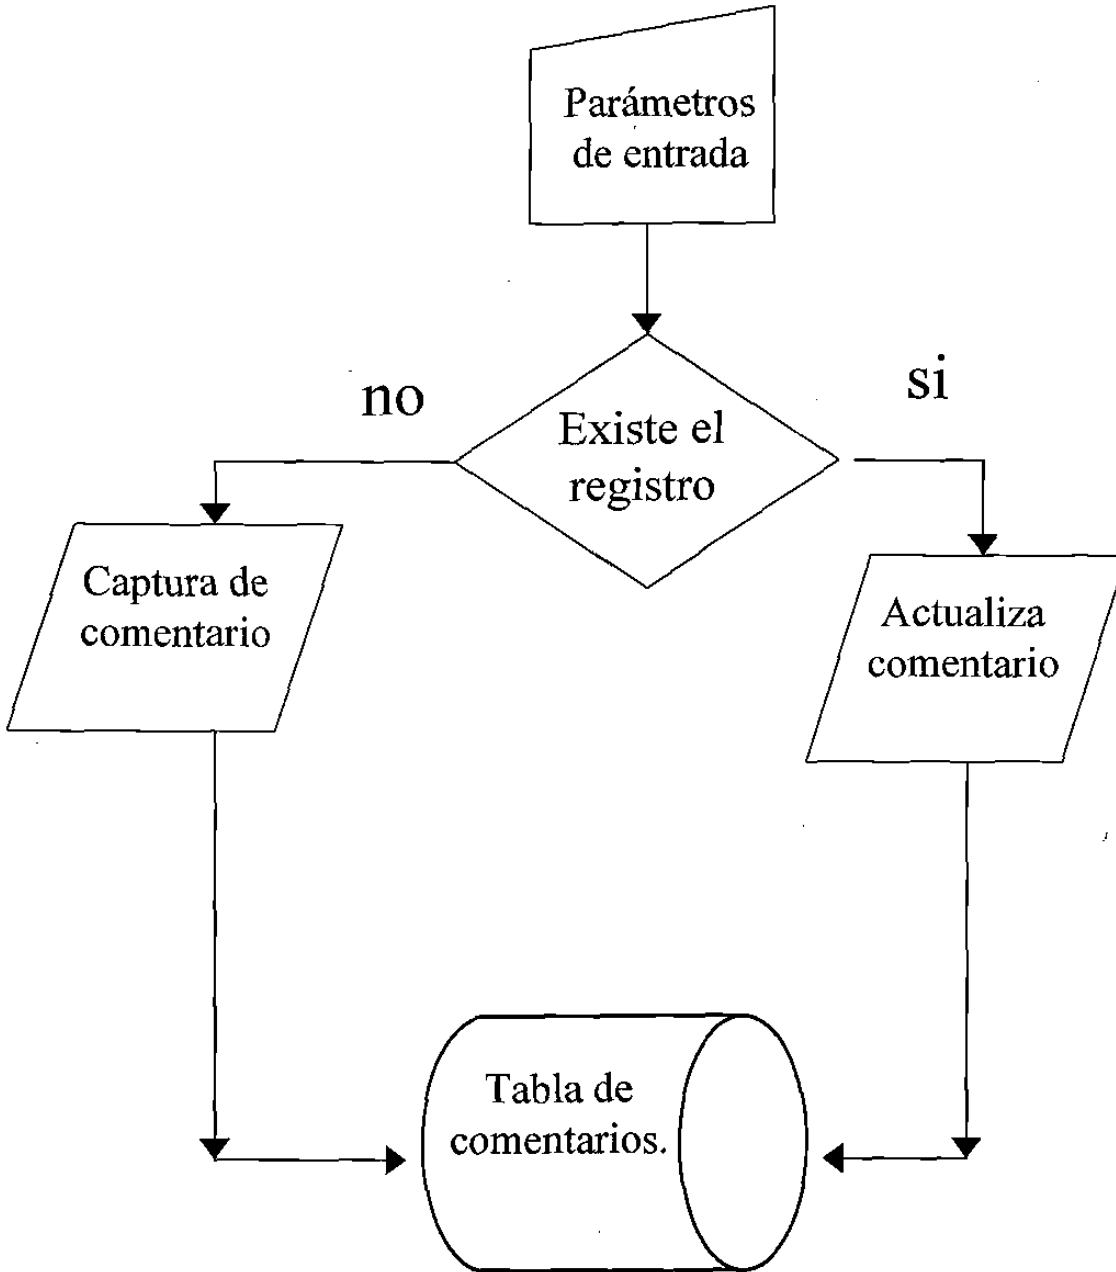 Parámetros
de entrada
no
si
Existe el
registro
Captura de
comentario
Actualiza
comentario
Tabla de
comentarios.